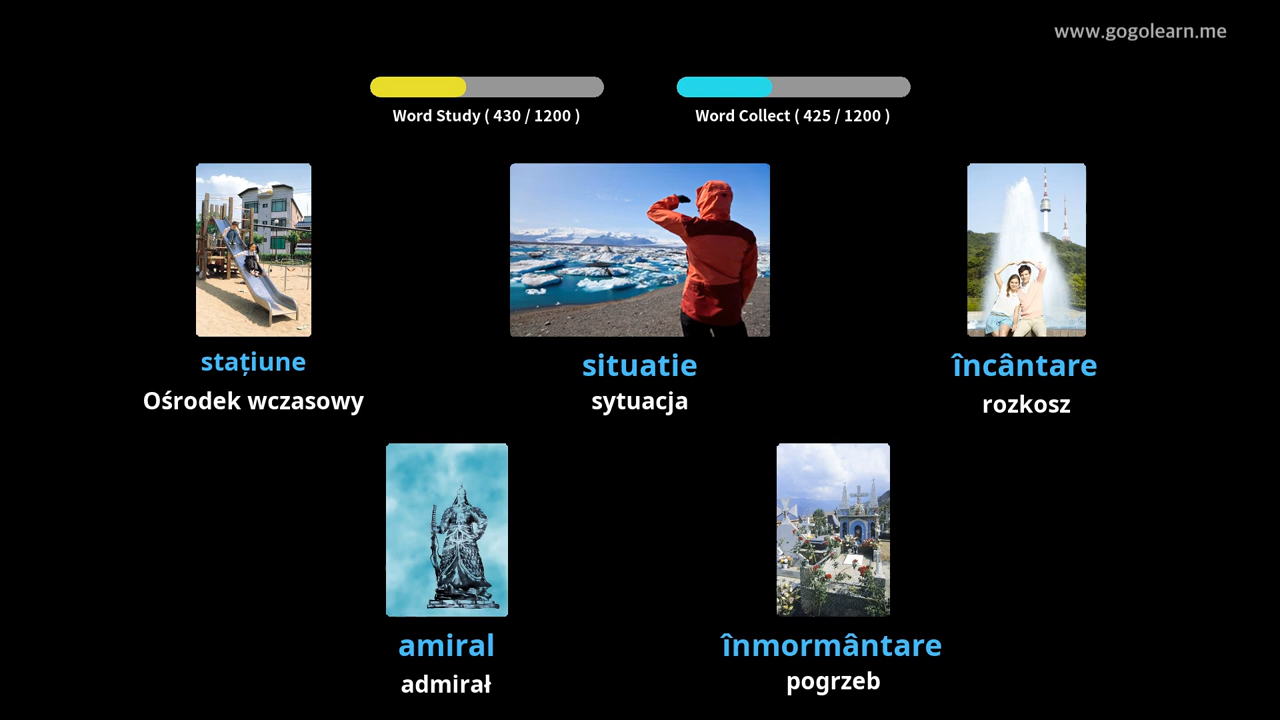 www.gogolearn.me
Word Study ( 430 / 1200 )
Word Collect ( 425 / 1200 )
stațiune
Ośrodek wczasowy
situatie
sytuacja
încântare
rozkosz
amiral
admirał
înmormântare
pogrzeb